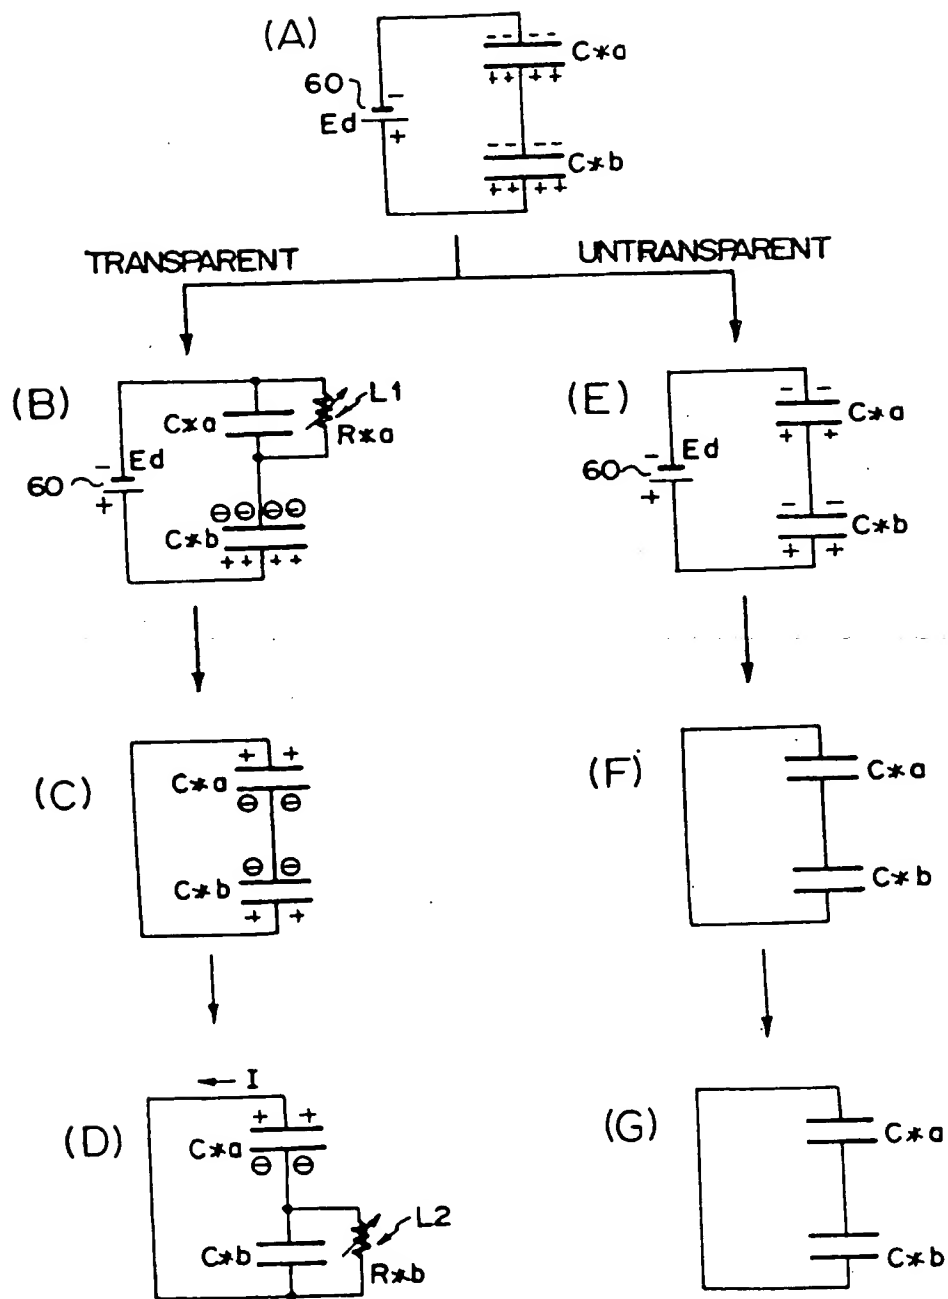 (A)
- - - -
C*a
+ + + +
60
-
Ed
+
- - - -
C*b
+ + + +
TRANSPARENT
UNTRANSPARENT
(B)
L1
C*a
R*a
-
Ed
60
+
⊖ ⊖ ⊖ ⊖
C*b
+ + + +
(E)
- -
C*a
+ +
-
Ed
60
+
- -
C*b
+ +
(C)
+ +
C*a
⊖ ⊖
⊖ ⊖
C*b
+ +
(F)
C*a
C*b
(D)
← I
+ +
C*a
⊖ ⊖
L2
C*b
R*b
(G)
C*a
C*b